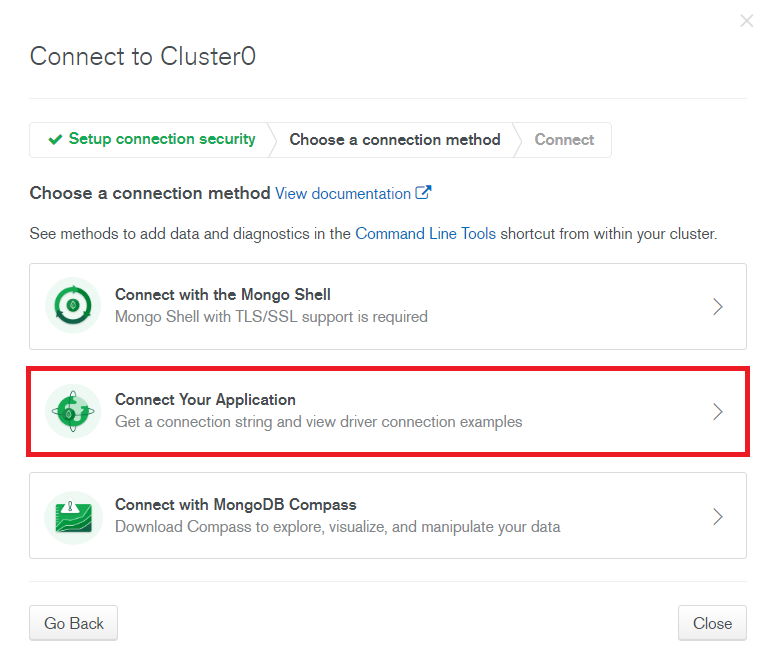 Connect to Cluster0
Setup connection security Choose a connection method Connect
Choose a connection method View documentation
See methods to add data and diagnostics in the Command Line Tools shortcut from within your cluster.
Connect with the Mongo Shell
Mongo Shell with TLS/SSL support is required
Connect Your Application
Get a connection string and view driver connection examples
Connect with MongoDB Compass
Download Compass to explore, visualize, and manipulate your data
Go Back Close